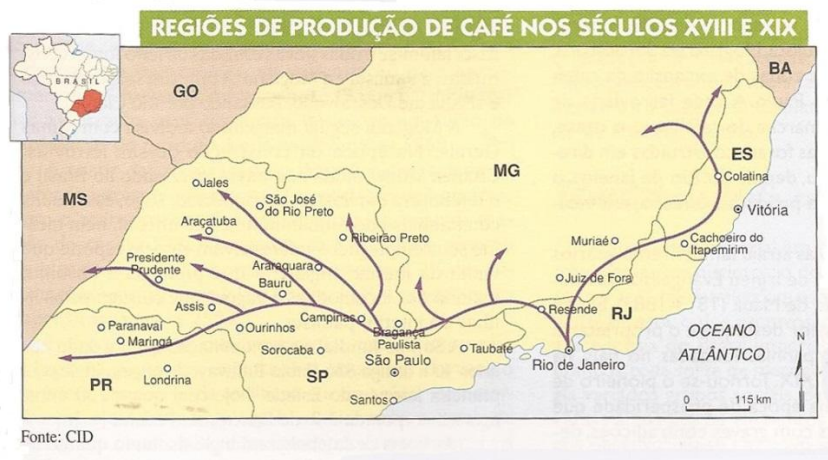 REGIÕES DE PRODUÇÃO DE CAFÉ NOS SÉCULOS XVIII E XIX
BRASIL
BA
GO
MG
ES
MS
Jales
São José
do Rio Preto
Colatina
Vitória
Araçatuba
Ribeirão Preto
Muriaé
Cachoeiro do
Itapemirim
Presidente
Prudente
Araraquara
Bauru
Juiz de Fora
Assis
Campinas
Resende
RJ
Paranavaí
Ourinhos
Bragança
Paulista
Maringá
Sorocaba
São Paulo
Taubaté
Rio de Janeiro
OCEANO
ATLÂNTICO
N
PR
Londrina
SP
Santos
0 115 km
Fonte: CID